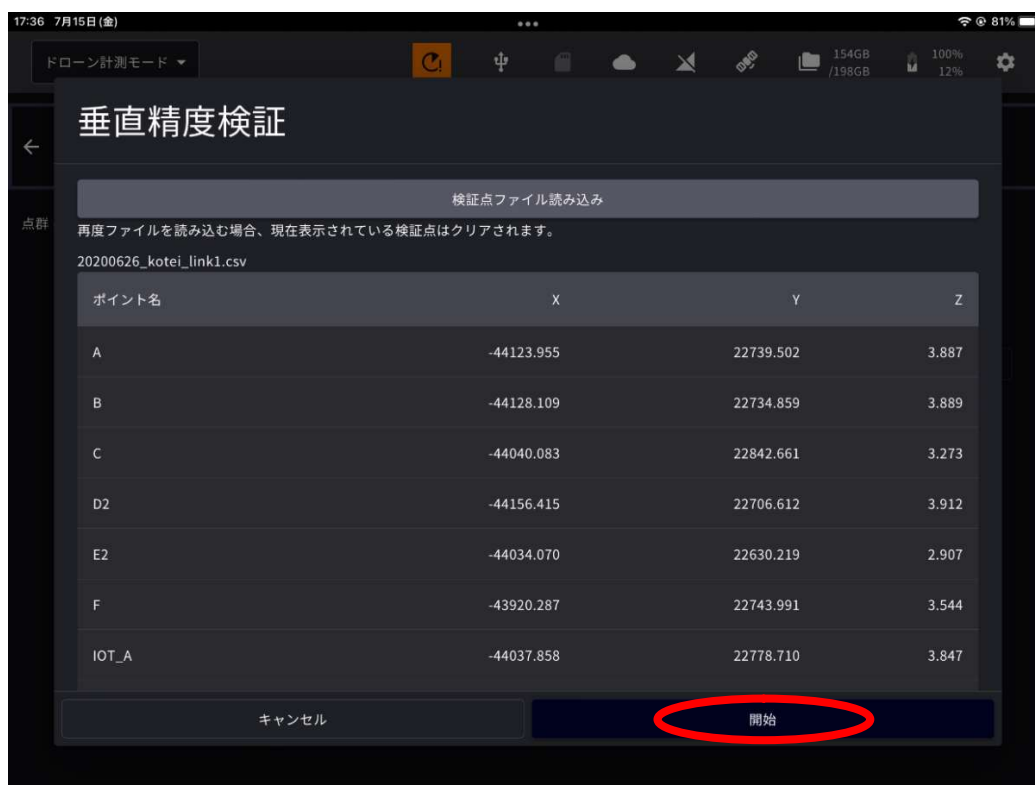 17:36 7月15日(金) 81%
ドローン計測モード 154GB 100%
/198GB 12%
垂直精度検証
検証点ファイル読み込み
点群
再度ファイルを読み込む場合、現在表示されている検証点はクリアされます。
20200626_kotei_link1.csv
ポイント名 X Y Z
A -44123.955 22739.502 3.887
B -44128.109 22734.859 3.889
C -44040.083 22842.661 3.273
D2 -44156.415 22706.612 3.912
E2 -44034.070 22630.219 2.907
F -43920.287 22743.991 3.544
IOT_A -44037.858 22778.710 3.847
キャンセル 開始